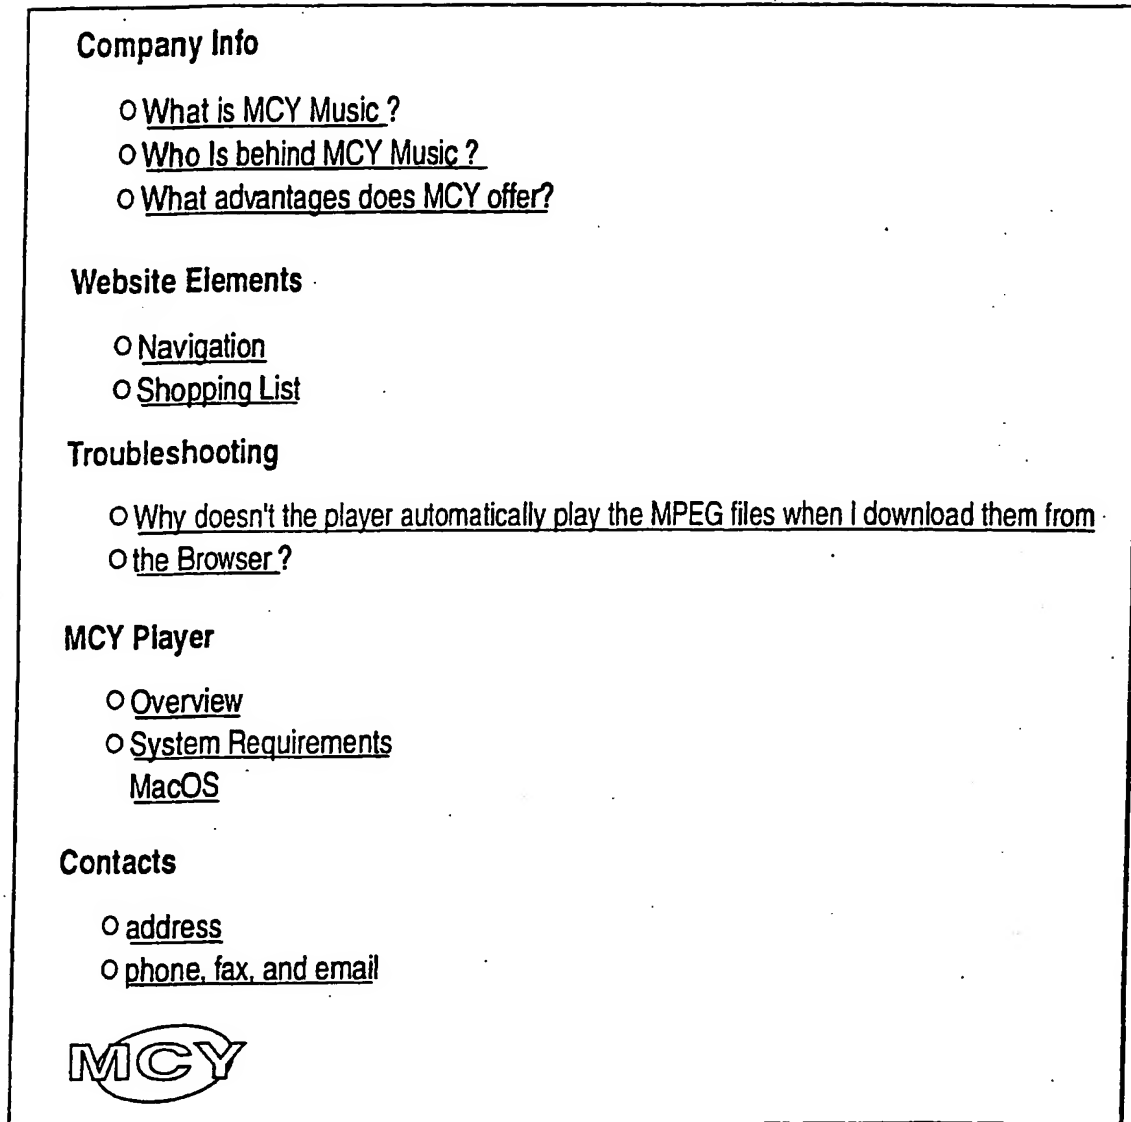 Company Info
O What is MCY Music ?
O Who Is behind MCY Music ?
O What advantages does MCY offer?
Website Elements
O Navigation
O Shopping List
Troubleshooting
O Why doesn't the player automatically play the MPEG files when I download them from
O the Browser ?
MCY Player
O Overview
O System Requirements
MacOS
Contacts
O address
O phone, fax, and email
MCY